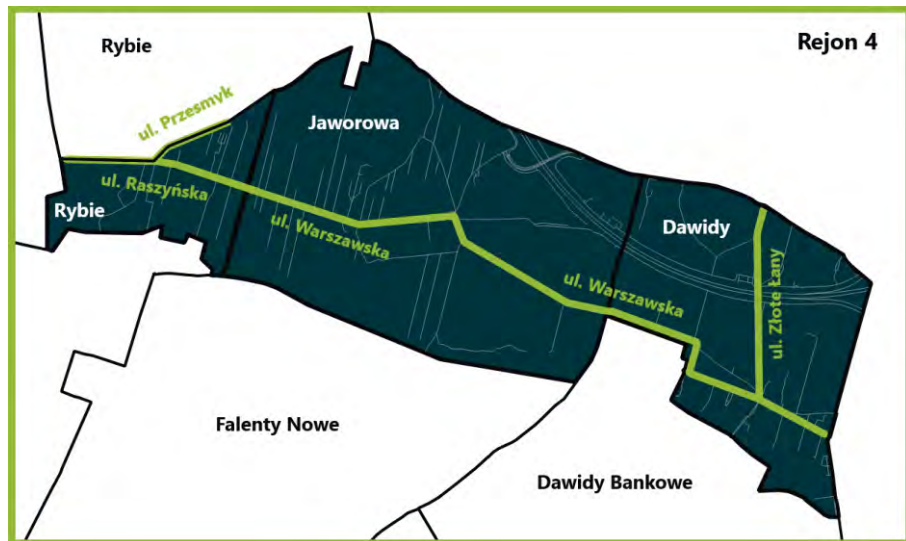 Rybie
Rejon 4
ul. Przesmyk
Jaworowa
ul. Raszyńska
Rybie
ul. Warszawska
Dawidy
ul. Warszawska
ul. Złote Łany
Falenty Nowe
Dawidy Bankowe